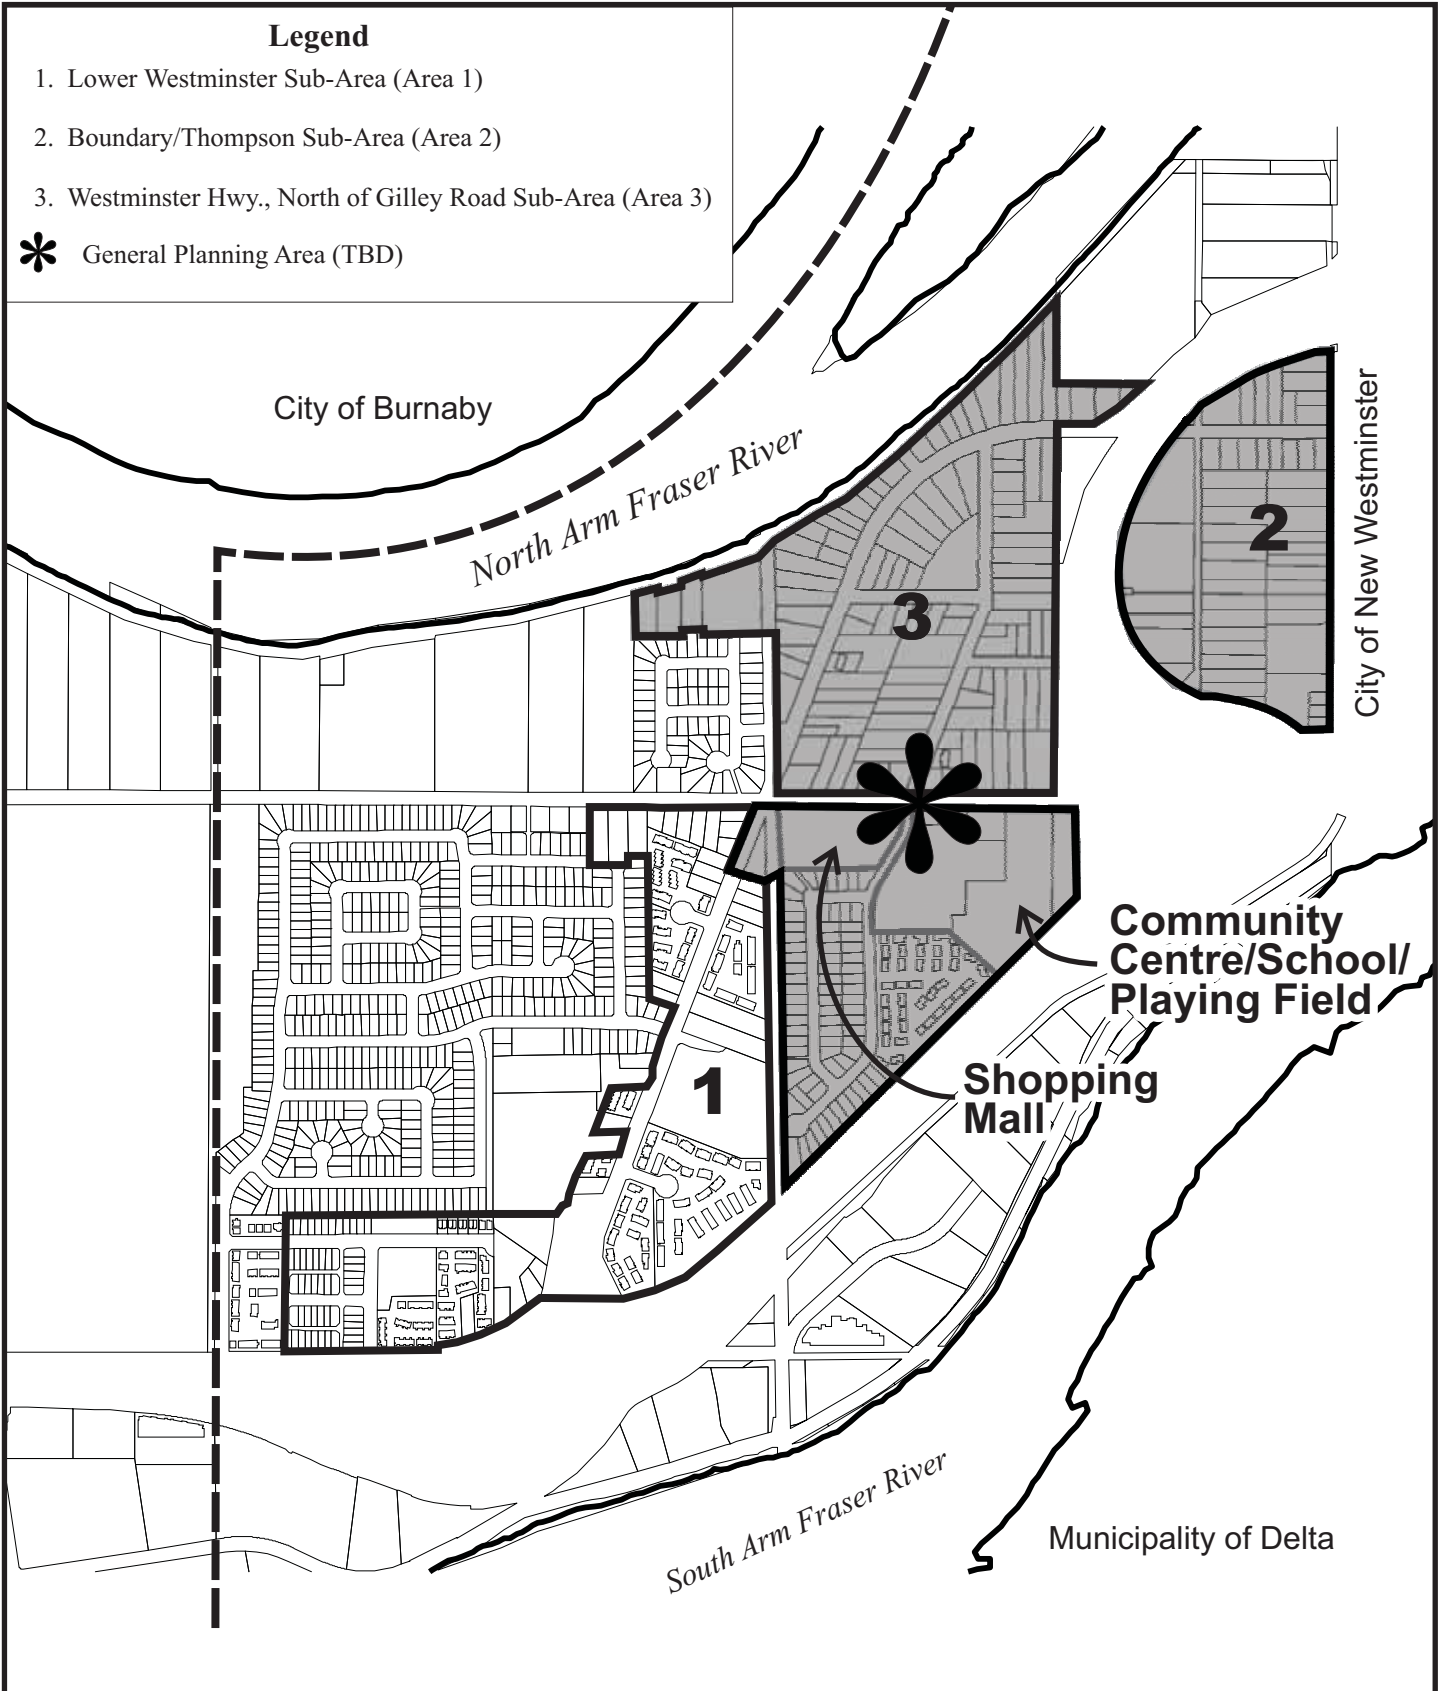 Legend
1. Lower Westminster Sub-Area (Area 1)
2. Boundary/Thompson Sub-Area (Area 2)
3. Westminster Hwy., North of Gilley Road Sub-Area (Area 3)
General Planning Area (TBD)
City of Burnaby
North Arm Fraser River
City of New Westminster
2
3
Community
Centre/School/
Playing Field
Shopping
Mall
1
South Arm Fraser River
Municipality of Delta